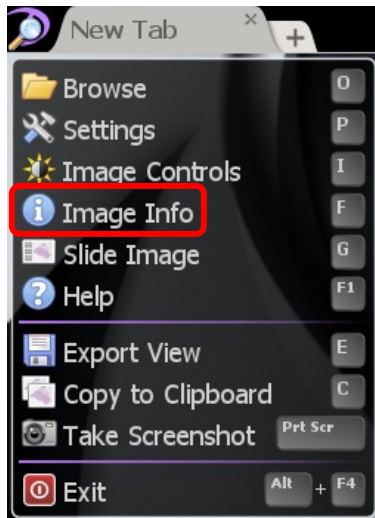 New Tab × +
Browse O
Settings P
Image Controls I
Image Info F
Slide Image G
Help F1
Export View E
Copy to Clipboard C
Take Screenshot Prt Scr
Exit Alt + F4